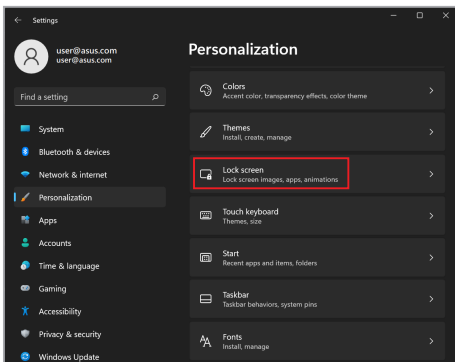 Settings
user@asus.com
user@asus.com
Find a setting
System
Bluetooth & devices
Network & internet
Personalization
Apps
Accounts
Time & language
Gaming
Accessibility
Privacy & security
Windows Update
Personalization
Colors
Accent color, transparency effects, color theme
Themes
Install, create, manage
Lock screen
Lock screen images, apps, animations
Touch keyboard
Themes, size
Start
Recent apps and items, folders
Taskbar
Taskbar behaviors, system pins
Fonts
Install, manage